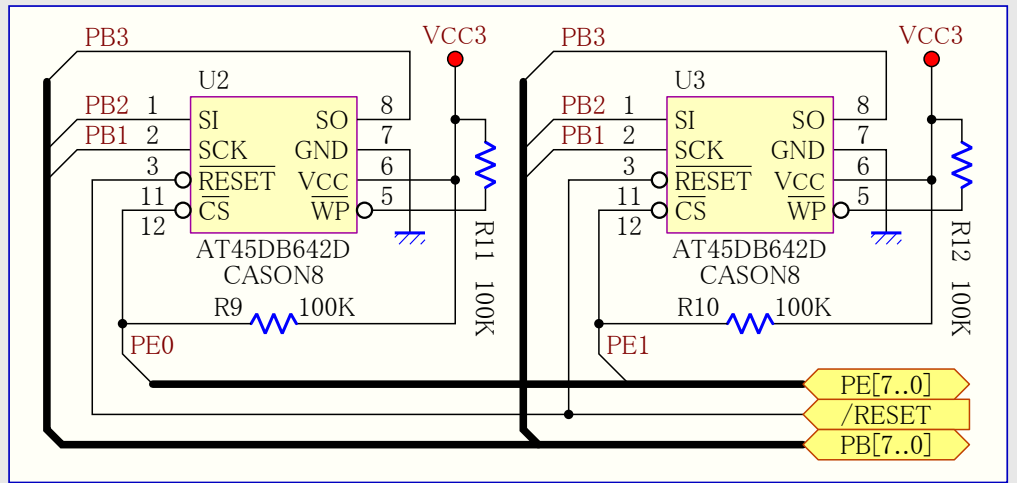 PB3 VCC3 PB3 VCC3
U2 U3
PB2 1 SI SO 8 PB2 1 SI SO 8
PB1 2 SCK GND 7 PB1 2 SCK GND 7
3 RESET VCC 6 3 RESET VCC 6
11 CS WP 5 11 CS WP 5
12 12
AT45DB642D R11 100K AT45DB642D R12 100K
CASON8 CASON8
R9 100K R10 100K
PE0 PE1
PE[7..0]
/RESET
PB[7..0]